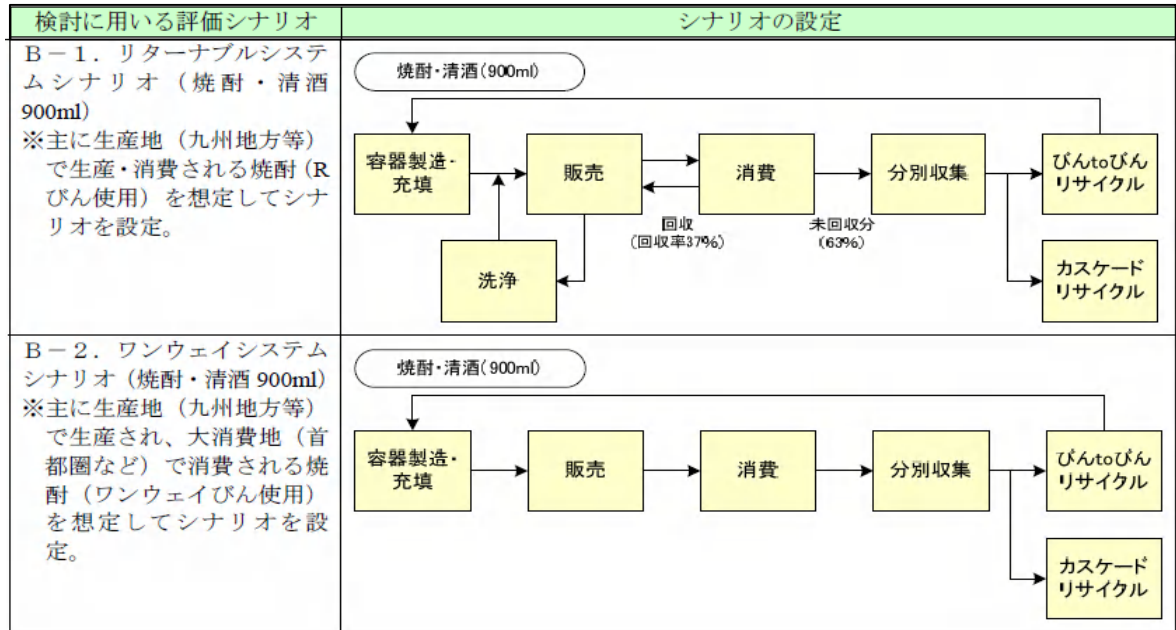 検討に用いる評価シナリオ
シナリオの設定
B－1．リターナブルシステ
ムシナリオ（焼酎・清酒
900ml）
※主に生産地（九州地方等）
で生産・消費される焼酎（R
びん使用）を想定してシナ
リオを設定。
焼酎・清酒(900ml)
容器製造・
充填
販売
消費
分別収集
びんtoびん
リサイクル
回収
(回収率37%)
未回収分
(63%)
洗浄
カスケード
リサイクル
B－2．ワンウェイシステム
シナリオ（焼酎・清酒 900ml）
※主に生産地（九州地方等）
で生産され、大消費地（首
都圏など）で消費される焼
酎（ワンウェイびん使用）
を想定してシナリオを設
定。
焼酎・清酒(900ml)
容器製造・
充填
販売
消費
分別収集
びんtoびん
リサイクル
カスケード
リサイクル